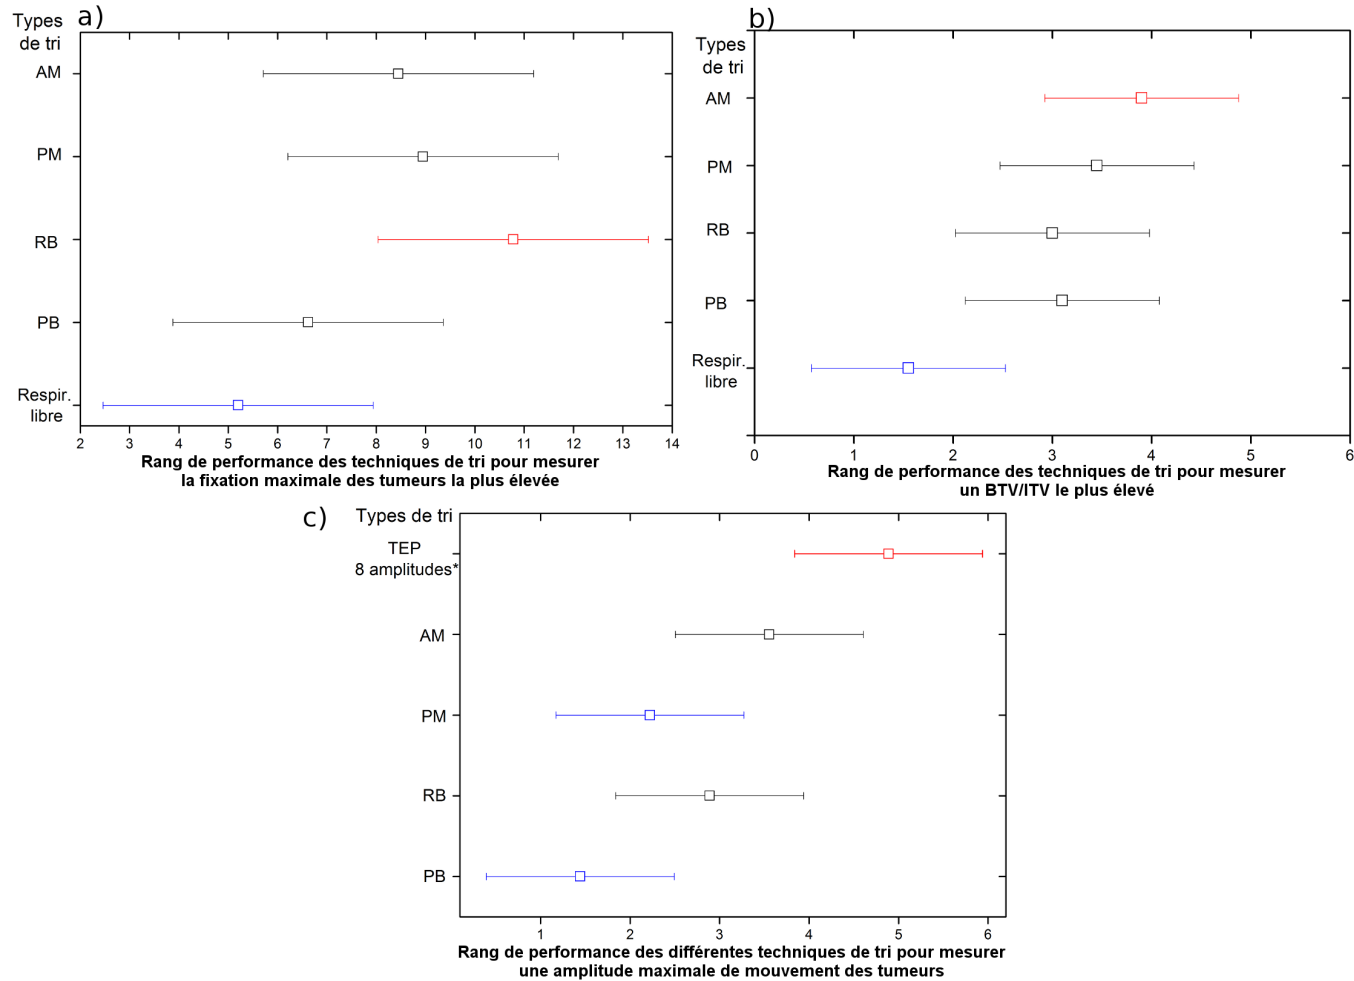 a)
Types
de tri
AM
PM
RB
PB
Respir.
libre
2 3 4 5 6 7 8 9 10 11 12 13 14
Rang de performance des techniques de tri pour mesurer
la fixation maximale des tumeurs la plus élevée
b)
Types
de tri
AM
PM
RB
PB
Respir.
libre
0 1 2 3 4 5 6
Rang de performance des techniques de tri pour mesurer
un BTV/ITV le plus élevé
c)
Types de tri
TEP
8 amplitudes*
AM
PM
RB
PB
1 2 3 4 5 6
Rang de performance des différentes techniques de tri pour mesurer
une amplitude maximale de mouvement des tumeurs